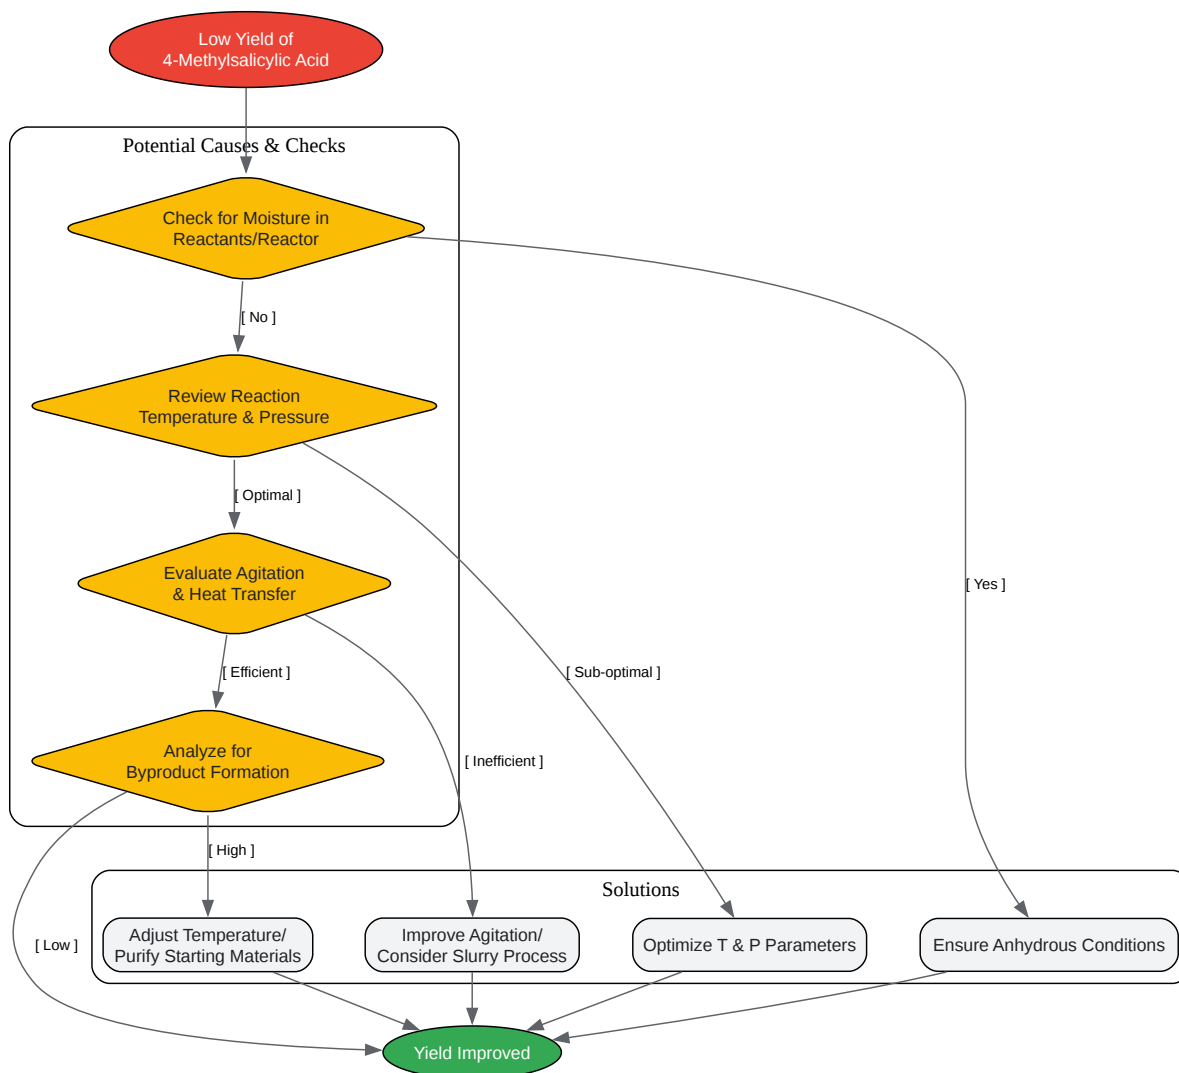 Low Yield of
4-Methylsalicylic Acid
Potential Causes & Checks
Check for Moisture in
Reactants/Reactor
[ No ]
Review Reaction
Temperature & Pressure
[ Optimal ]
Evaluate Agitation
& Heat Transfer
[ Yes ]
[ Efficient ]
[ Sub-optimal ]
Analyze for
Byproduct Formation
[ Inefficient ]
[ High ]
Solutions
[ Low ]
Adjust Temperature/
Purify Starting Materials
Improve Agitation/
Consider Slurry Process
Optimize T & P Parameters
Ensure Anhydrous Conditions
Yield Improved